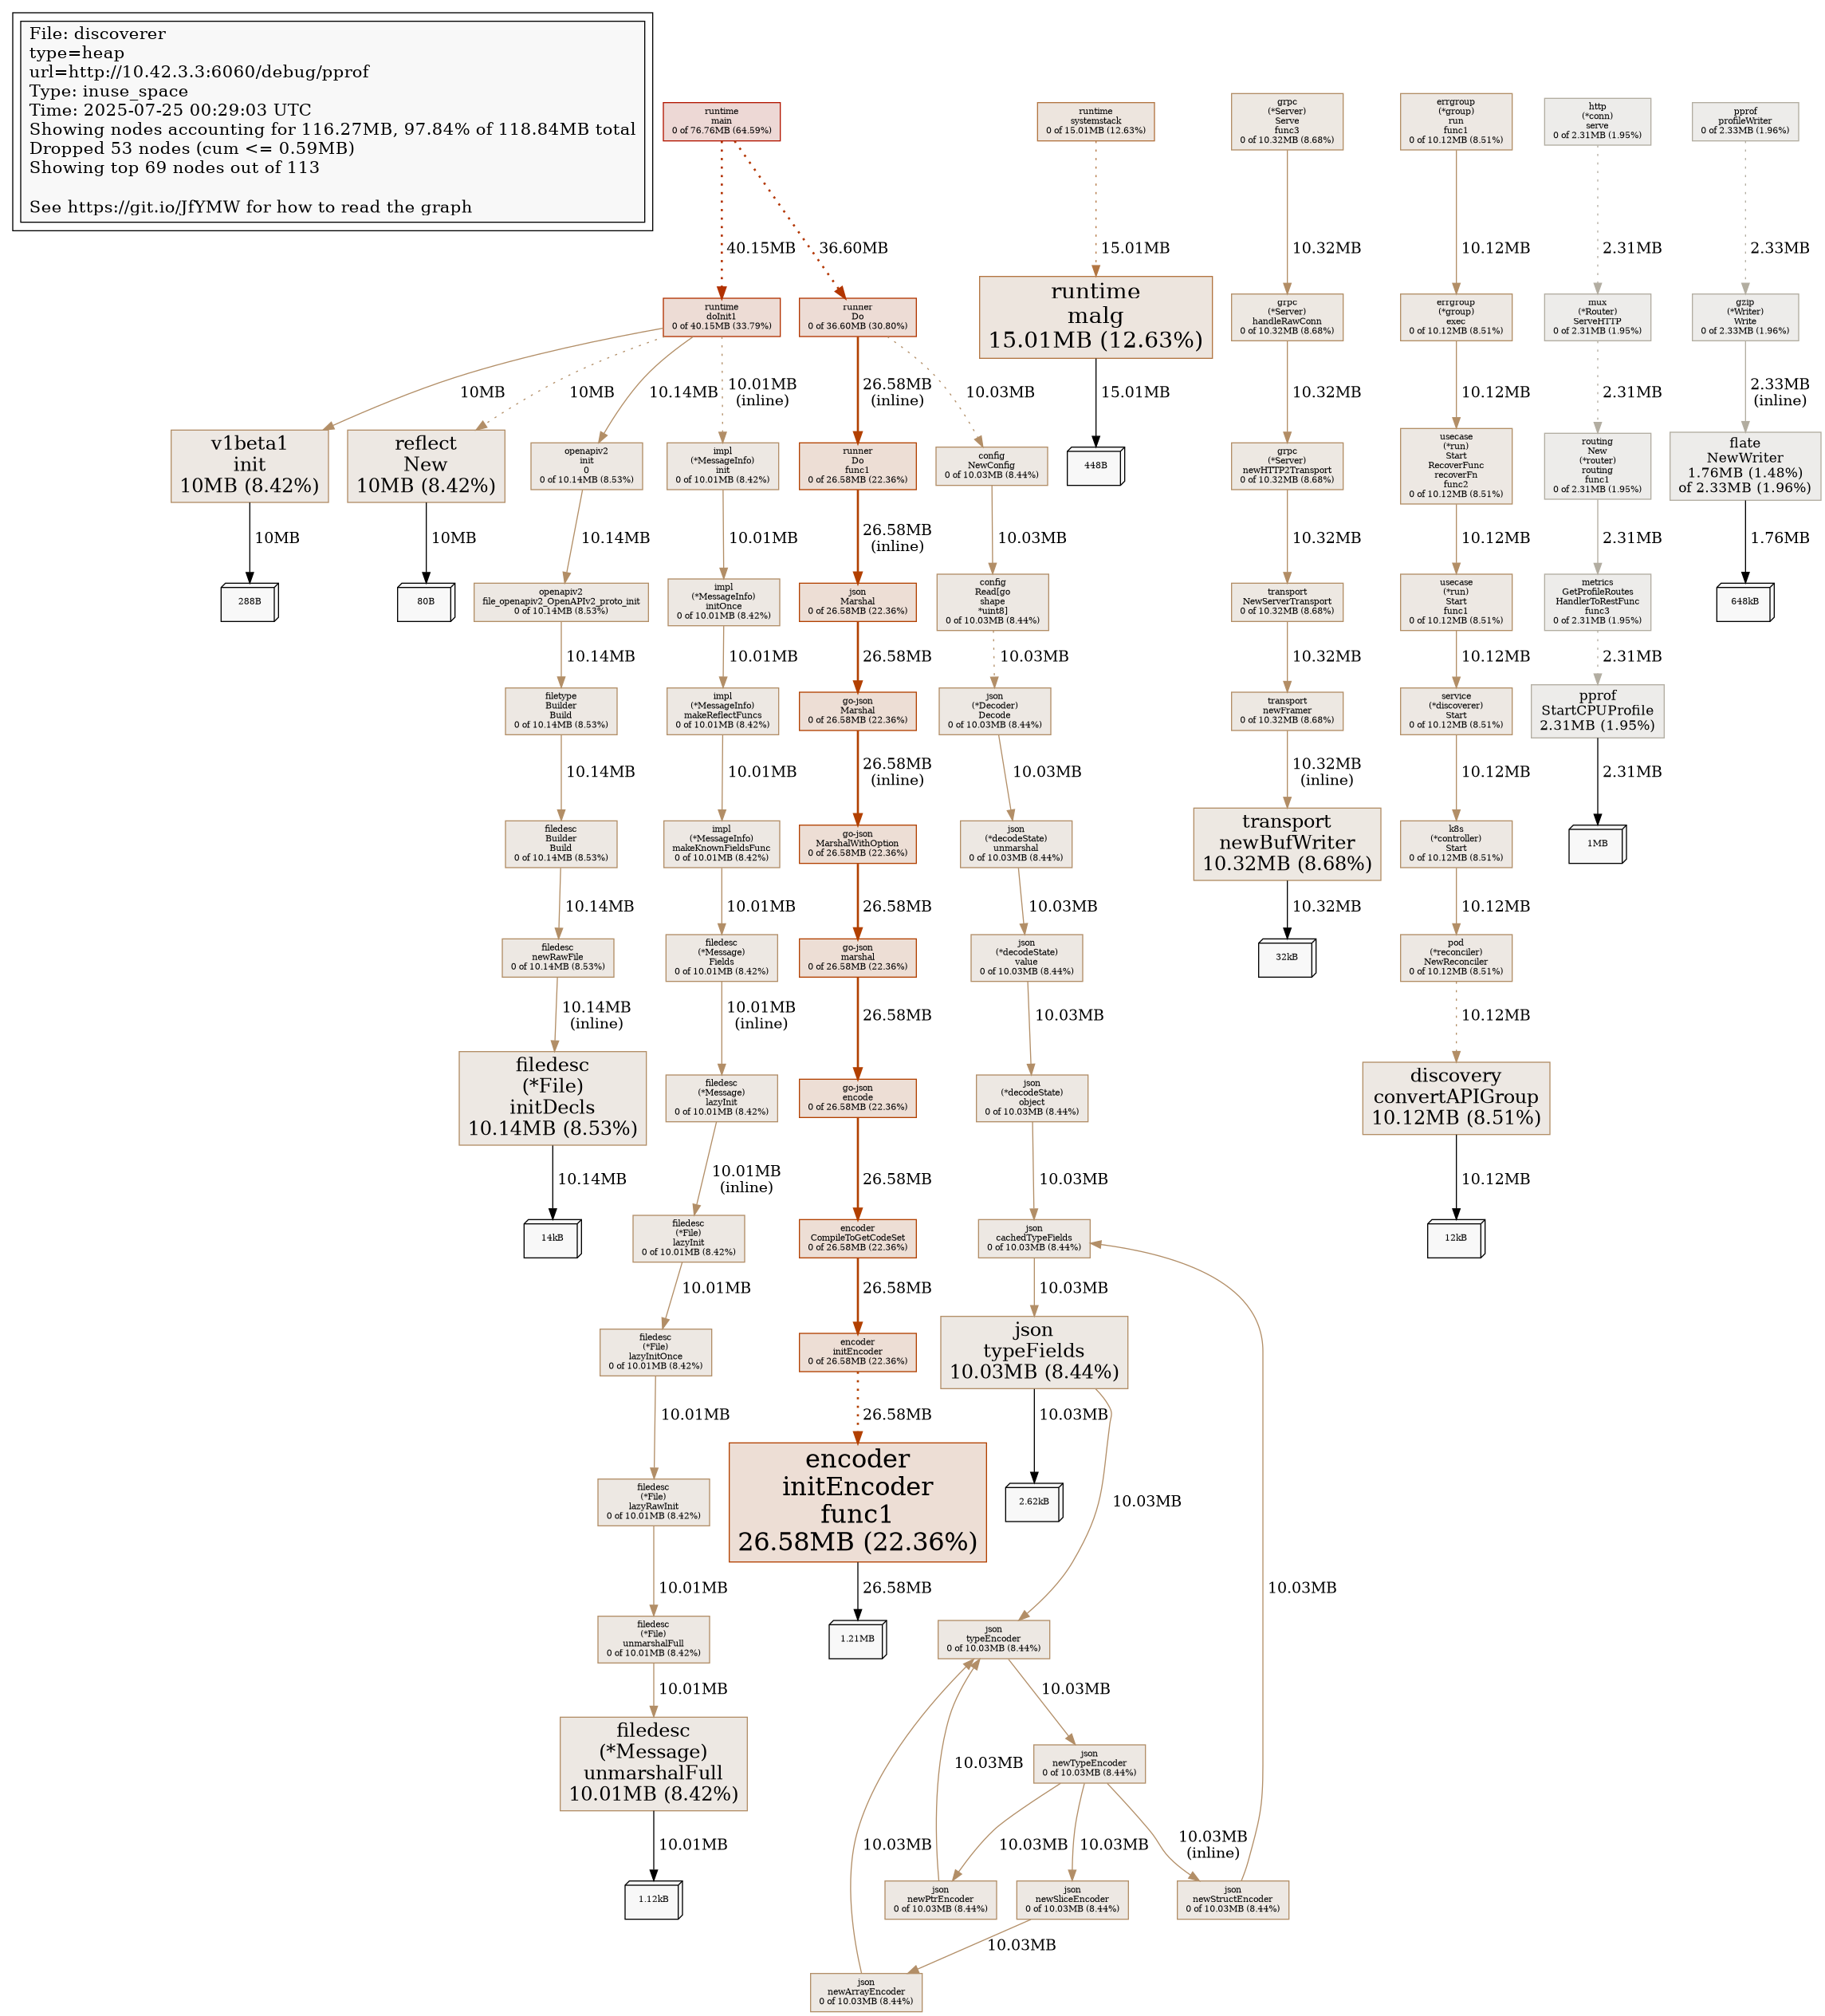 File: discoverer
type=heap
url=http://10.42.3.3:6060/debug/pprof
Type: inuse_space
Time: 2025-07-25 00:29:03 UTC
Showing nodes accounting for 116.27MB, 97.84% of 118.84MB total
Dropped 53 nodes (cum <= 0.59MB)
Showing top 69 nodes out of 113
See https://git.io/JfYMW for how to read the graph
runtime
main
0 of 76.76MB (64.59%)
40.15MB
36.60MB
runtime
doInit1
0 of 40.15MB (33.79%)
10MB
10MB
10.14MB
10.01MB
(inline)
v1beta1
init
10MB (8.42%)
10MB
288B
reflect
New
10MB (8.42%)
10MB
80B
openapiv2
init
0
0 of 10.14MB (8.53%)
10.14MB
openapiv2
file_openapiv2_OpenAPIv2_proto_init
0 of 10.14MB (8.53%)
10.14MB
filetype
Builder
Build
0 of 10.14MB (8.53%)
10.14MB
filedesc
Builder
Build
0 of 10.14MB (8.53%)
10.14MB
filedesc
newRawFile
0 of 10.14MB (8.53%)
10.14MB
(inline)
filedesc
(*File)
initDecls
10.14MB (8.53%)
10.14MB
14kB
impl
(*MessageInfo)
init
0 of 10.01MB (8.42%)
10.01MB
impl
(*MessageInfo)
initOnce
0 of 10.01MB (8.42%)
10.01MB
impl
(*MessageInfo)
makeReflectFuncs
0 of 10.01MB (8.42%)
10.01MB
impl
(*MessageInfo)
makeKnownFieldsFunc
0 of 10.01MB (8.42%)
10.01MB
filedesc
(*Message)
Fields
0 of 10.01MB (8.42%)
10.01MB
(inline)
filedesc
(*Message)
lazyInit
0 of 10.01MB (8.42%)
10.01MB
(inline)
filedesc
(*File)
lazyInit
0 of 10.01MB (8.42%)
10.01MB
filedesc
(*File)
lazyInitOnce
0 of 10.01MB (8.42%)
10.01MB
filedesc
(*File)
lazyRawInit
0 of 10.01MB (8.42%)
10.01MB
filedesc
(*File)
unmarshalFull
0 of 10.01MB (8.42%)
10.01MB
filedesc
(*Message)
unmarshalFull
10.01MB (8.42%)
10.01MB
1.12kB
runner
Do
0 of 36.60MB (30.80%)
26.58MB
(inline)
10.03MB
runner
Do
func1
0 of 26.58MB (22.36%)
26.58MB
(inline)
json
Marshal
0 of 26.58MB (22.36%)
26.58MB
go-json
Marshal
0 of 26.58MB (22.36%)
26.58MB
(inline)
go-json
MarshalWithOption
0 of 26.58MB (22.36%)
26.58MB
go-json
marshal
0 of 26.58MB (22.36%)
26.58MB
go-json
encode
0 of 26.58MB (22.36%)
26.58MB
encoder
CompileToGetCodeSet
0 of 26.58MB (22.36%)
26.58MB
encoder
initEncoder
0 of 26.58MB (22.36%)
26.58MB
encoder
initEncoder
func1
26.58MB (22.36%)
26.58MB
1.21MB
config
NewConfig
0 of 10.03MB (8.44%)
10.03MB
config
Read[go
shape
*uint8]
0 of 10.03MB (8.44%)
10.03MB
json
(*Decoder)
Decode
0 of 10.03MB (8.44%)
10.03MB
json
(*decodeState)
unmarshal
0 of 10.03MB (8.44%)
10.03MB
json
(*decodeState)
value
0 of 10.03MB (8.44%)
10.03MB
json
(*decodeState)
object
0 of 10.03MB (8.44%)
10.03MB
json
cachedTypeFields
0 of 10.03MB (8.44%)
10.03MB
json
typeFields
10.03MB (8.44%)
10.03MB
2.62kB
10.03MB
10.03MB
json
typeEncoder
0 of 10.03MB (8.44%)
10.03MB
10.03MB
json
newTypeEncoder
0 of 10.03MB (8.44%)
10.03MB
10.03MB
10.03MB
10.03MB
(inline)
json
newPtrEncoder
0 of 10.03MB (8.44%)
json
newSliceEncoder
0 of 10.03MB (8.44%)
json
newStructEncoder
0 of 10.03MB (8.44%)
10.03MB
json
newArrayEncoder
0 of 10.03MB (8.44%)
runtime
systemstack
0 of 15.01MB (12.63%)
15.01MB
runtime
malg
15.01MB (12.63%)
15.01MB
448B
grpc
(*Server)
Serve
func3
0 of 10.32MB (8.68%)
10.32MB
grpc
(*Server)
handleRawConn
0 of 10.32MB (8.68%)
10.32MB
grpc
(*Server)
newHTTP2Transport
0 of 10.32MB (8.68%)
10.32MB
transport
NewServerTransport
0 of 10.32MB (8.68%)
10.32MB
transport
newFramer
0 of 10.32MB (8.68%)
10.32MB
(inline)
transport
newBufWriter
10.32MB (8.68%)
10.32MB
32kB
errgroup
(*group)
run
func1
0 of 10.12MB (8.51%)
10.12MB
errgroup
(*group)
exec
0 of 10.12MB (8.51%)
10.12MB
usecase
(*run)
Start
RecoverFunc
recoverFn
func2
0 of 10.12MB (8.51%)
10.12MB
usecase
(*run)
Start
func1
0 of 10.12MB (8.51%)
10.12MB
service
(*discoverer)
Start
0 of 10.12MB (8.51%)
10.12MB
k8s
(*controller)
Start
0 of 10.12MB (8.51%)
10.12MB
pod
(*reconciler)
NewReconciler
0 of 10.12MB (8.51%)
10.12MB
discovery
convertAPIGroup
10.12MB (8.51%)
10.12MB
12kB
http
(*conn)
serve
0 of 2.31MB (1.95%)
2.31MB
mux
(*Router)
ServeHTTP
0 of 2.31MB (1.95%)
2.31MB
routing
New
(*router)
routing
func1
0 of 2.31MB (1.95%)
2.31MB
metrics
GetProfileRoutes
HandlerToRestFunc
func3
0 of 2.31MB (1.95%)
2.31MB
pprof
StartCPUProfile
2.31MB (1.95%)
2.31MB
1MB
pprof
profileWriter
0 of 2.33MB (1.96%)
2.33MB
gzip
(*Writer)
Write
0 of 2.33MB (1.96%)
2.33MB
(inline)
flate
NewWriter
1.76MB (1.48%)
of 2.33MB (1.96%)
1.76MB
648kB